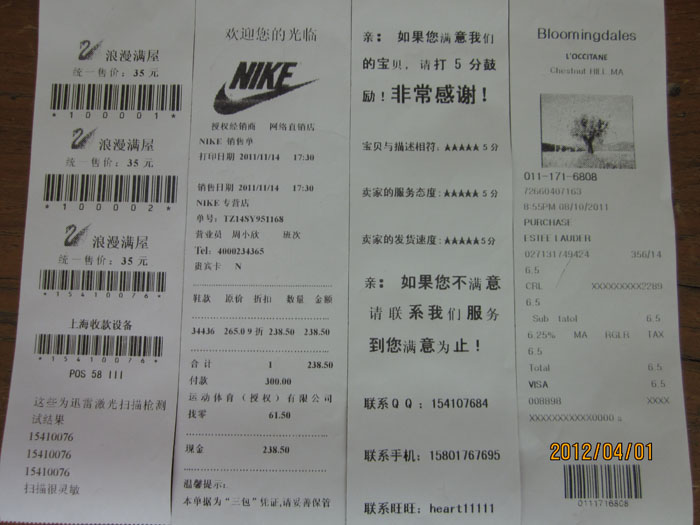 浪漫满屋
统一售价：35 元
*100001*
浪漫满屋
统一售价：35 元
*100002*
浪漫满屋
统一售价：35 元
*15410076*
上海收款设备
*15410076*
POS 58 III
这些为迅雷激光扫描枪测
试结果
15410076
15410076
15410076
扫描很灵敏
欢迎您的光临
NIKE
授权经销商 网络直销店
NIKE 销售单
打印日期 2011/11/14 17:30
销售日期 2011/11/14 17:30
NIKE专营店
单号：TZ14SY951168
营业员 周小欣 班次
Tel: 4000234365
贵宾卡 N
鞋款 原价 折扣 数量 金额
34436 265.0 9折 238.50 238.50
合计 1 238.50
付款 300.00
运动体育（授权）有限公司
找零 61.50
现金 238.50
温馨提示：
本单据为“三包”凭证,请妥善保管
亲：如果您满意我们
的宝贝，请打 5 分鼓
励！非常感谢！
宝贝与描述相符：★★★★★ 5分
卖家的服务态度：★★★★★ 5分
卖家的发货速度：★★★★★ 5分
亲：如果您不满意
请联系我们服务
到您满意为止！
联系QQ：154107684
联系手机：15801767695
联系旺旺：heart11111
Bloomingdales
L'OCCITANE
Chestnut HILL MA
011-171-6808
72660407163
8:55PM 08/10/2011
PURCHASE
ESTEE LAUDER
027131749424 356/14
6.5
CRL XXXXXXXXXX2289
6.5
Sub tatol 6.5
6.25% MA RGLR TAX
6.5
Total 6.5
VISA 6.5
008898 XXXX
XXXXXXXXXXXX0000 s
0111716808
2012/04/01